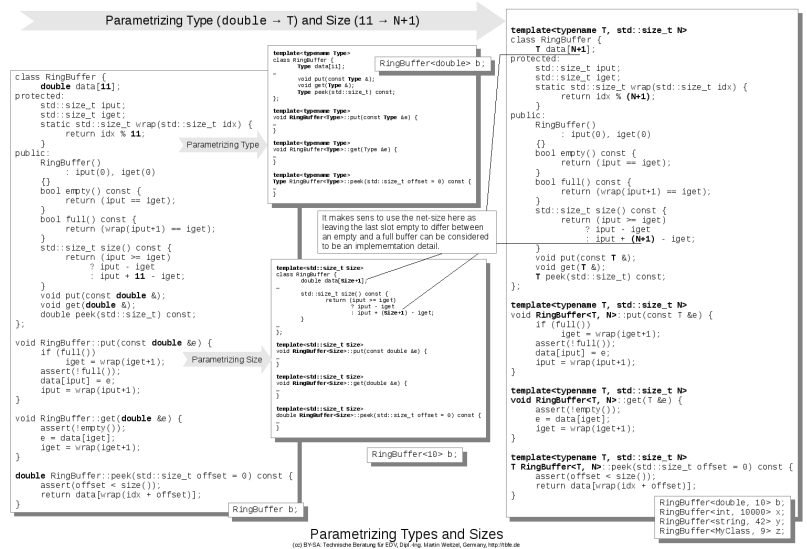 Parametrizing Type (double → T) and Size (11 → N+1)
class RingBuffer {
double data[11];
protected:
std::size_t iput;
std::size_t iget;
static std::size_t wrap(std::size_t idx) {
return idx % 11;
}
public:
RingBuffer()
: iput(0), iget(0)
{}
bool empty() const {
return (iput == iget);
}
bool full() const {
return (wrap(iput+1) == iget);
}
std::size_t size() const {
return (iput >= iget)
? iput - iget
: iput + 11 - iget;
}
void put(const double &);
void get(double &);
double peek(std::size_t) const;
};
void RingBuffer::put(const double &e) {
if (full())
iget = wrap(iget+1);
assert(!full());
data[iput] = e;
iput = wrap(iput+1);
}
void RingBuffer::get(double &e) {
assert(!empty());
e = data[iget];
iget = wrap(iget+1);
}
double RingBuffer::peek(std::size_t offset = 0) const {
assert(offset < size());
return data[wrap(idx + offset)];
}
RingBuffer b;
Parametrizing Type
template<typename Type>
class RingBuffer {
Type data[11];
…
void put(const Type &);
void get(Type &);
Type peek(std::size_t) const;
};
template<typename Type>
void RingBuffer<Type>::put(const Type &e) {
…
}
template<typename Type>
void RingBuffer<Type>::get(Type &e) {
…
}
template<typename Type>
Type RingBuffer<Type>::peek(std::size_t offset = 0) const {
…
}
RingBuffer<double> b;
It makes sens to use the net-size here as
leaving the last slot empty to differ between
an empty and a full buffer can be considered
to be an implementation detail.
Parametrizing Size
template<std::size_t Size>
class RingBuffer {
double data[Size+1];
…
std::size_t size() const {
return (iput >= iget)
? iput - iget
: iput + (Size+1) - iget;
}
…
};
template<std::size_t Size>
void RingBuffer<Size>::put(const double &e) {
…
}
template<std::size_t Size>
void RingBuffer<Size>::get(double &e) {
…
}
template<std::size_t Size>
double RingBuffer<Size>::peek(std::size_t offset = 0) const {
…
}
RingBuffer<10> b;
template<typename T, std::size_t N>
class RingBuffer {
T data[N+1];
protected:
std::size_t iput;
std::size_t iget;
static std::size_t wrap(std::size_t idx) {
return idx % (N+1);
}
public:
RingBuffer()
: iput(0), iget(0)
{}
bool empty() const {
return (iput == iget);
}
bool full() const {
return (wrap(iput+1) == iget);
}
std::size_t size() const {
return (iput >= iget)
? iput - iget
: iput + (N+1) - iget;
}
void put(const T &);
void get(T &);
T peek(std::size_t) const;
};
template<typename T, std::size_t N>
void RingBuffer<T, N>::put(const T &e) {
if (full())
iget = wrap(iget+1);
assert(!full());
data[iput] = e;
iput = wrap(iput+1);
}
template<typename T, std::size_t N>
void RingBuffer<T, N>::get(T &e) {
assert(!empty());
e = data[iget];
iget = wrap(iget+1);
}
template<typename T, std::size_t N>
T RingBuffer<T, N>::peek(std::size_t offset = 0) const {
assert(offset < size());
return data[wrap(idx + offset)];
}
RingBuffer<double, 10> b;
RingBuffer<int, 10000> x;
RingBuffer<string, 42> y;
RingBuffer<MyClass, 9> z;
Parametrizing Types and Sizes
(cc) BY-SA: Technische Beratung für EDV, Dipl.-Ing. Martin Weitzel, Germany, http://tbfe.de